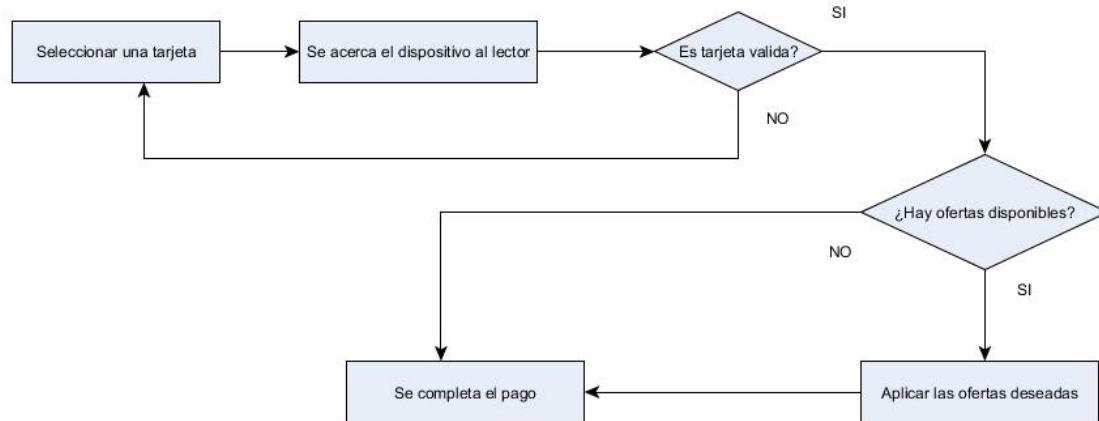 SI
Seleccionar una tarjeta
Se acerca el dispositivo al lector
Es tarjeta valida?
NO
¿Hay ofertas disponibles?
NO
SI
Se completa el pago
Aplicar las ofertas deseadas